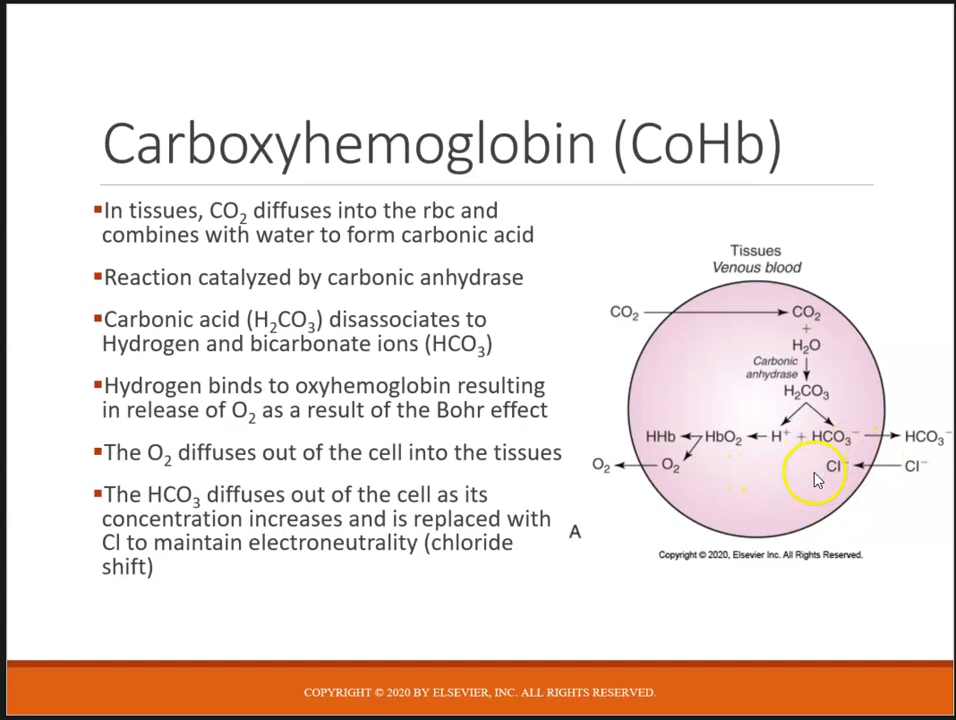 Carboxyhemoglobin (CoHb)
▪In tissues, CO₂ diffuses into the rbc and
combines with water to form carbonic acid
▪Reaction catalyzed by carbonic anhydrase
▪Carbonic acid (H₂CO₃) disassociates to
Hydrogen and bicarbonate ions (HCO₃)
▪Hydrogen binds to oxyhemoglobin resulting
in release of O₂ as a result of the Bohr effect
▪The O₂ diffuses out of the cell into the tissues
▪The HCO₃ diffuses out of the cell as its
concentration increases and is replaced with
Cl to maintain electroneutrality (chloride
shift)
Tissues
Venous blood
CO₂ CO₂
+
H₂O
Carbonic
anhydrase
H₂CO₃
HHb HbO₂ H⁺ + HCO₃⁻ HCO₃⁻
O₂ O₂ Cl⁻ Cl⁻
A
Copyright © 2020, Elsevier Inc. All Rights Reserved.
COPYRIGHT © 2020 BY ELSEVIER, INC. ALL RIGHTS RESERVED.